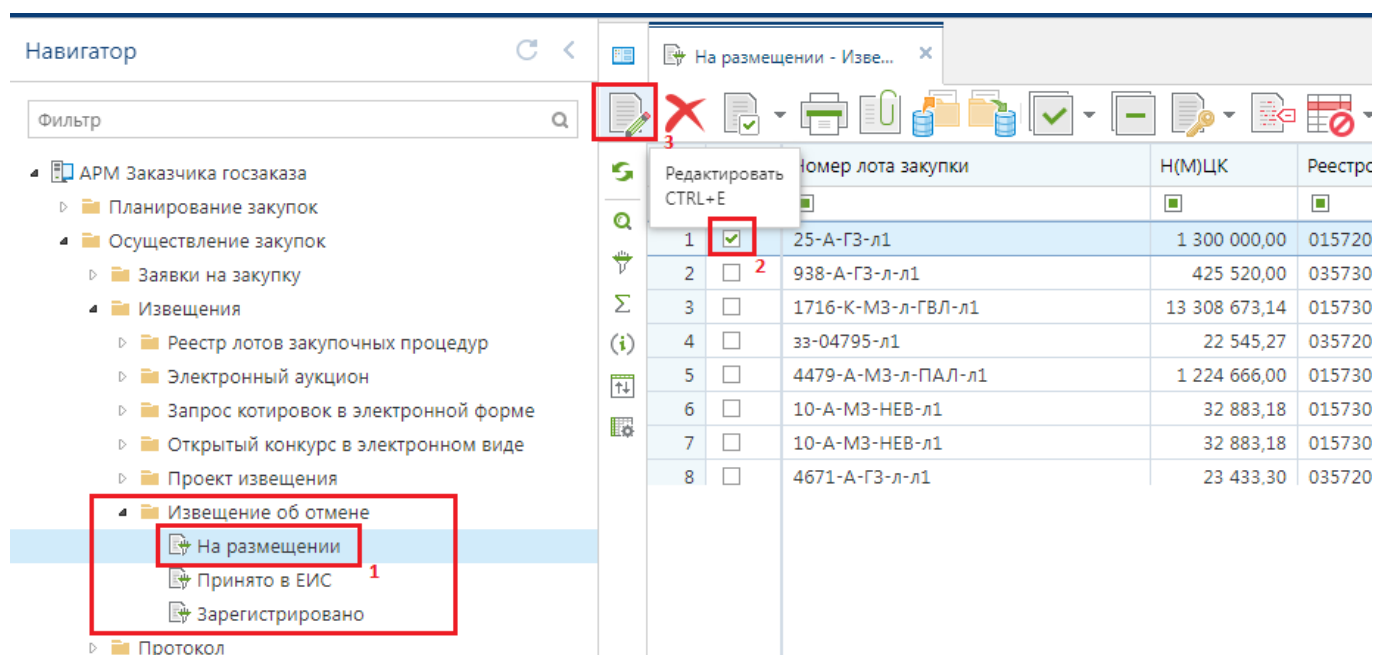 Навигатор
На размещении - Изве...
Фильтр
3
АРМ Заказчика госзаказа
Планирование закупок
Осуществление закупок
Заявки на закупку
Извещения
Реестр лотов закупочных процедур
Электронный аукцион
Запрос котировок в электронной форме
Открытый конкурс в электронном виде
Проект извещения
Извещение об отмене
На размещении
1
Принято в ЕИС
Зарегистрировано
Протокол
Редактировать
CTRL+E
Номер лота закупки Н(М)ЦК Реестро
1 25-А-ГЗ-л1 1 300 000,00 015720
2
2 938-А-ГЗ-л-л1 425 520,00 035730
3 1716-К-МЗ-л-ГВЛ-л1 13 308 673,14 015730
4 зз-04795-л1 22 545,27 035720
5 4479-А-МЗ-л-ПАЛ-л1 1 224 666,00 015730
6 10-А-МЗ-НЕВ-л1 32 883,18 015730
7 10-А-МЗ-НЕВ-л1 32 883,18 015730
8 4671-А-ГЗ-л-л1 23 433,30 035720